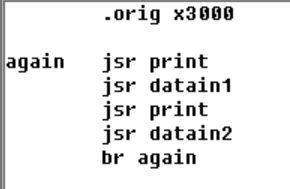 .orig x3000
again jsr print
jsr datain1
jsr print
jsr datain2
br again